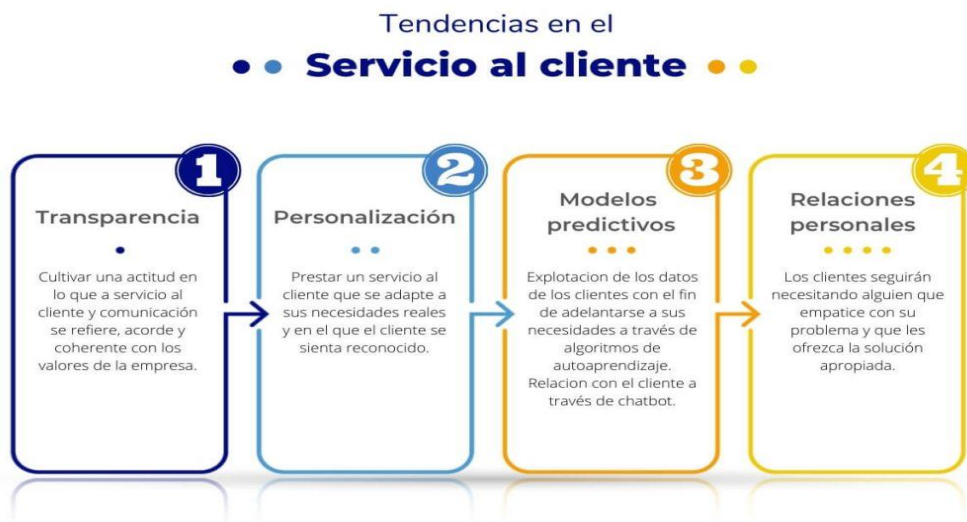 Tendencias en el
Servicio al cliente
1
Transparencia
Cultivar una actitud en
lo que a servicio al
cliente y comunicación
se refiere, acorde y
coherente con los
valores de la empresa.
2
Personalización
Prestar un servicio al
cliente que se adapte a
sus necesidades reales
y en el que el cliente se
sienta reconocido.
3
Modelos
predictivos
Explotacion de los datos
de los clientes con el fin
de adelantarse a sus
necesidades a través de
algoritmos de
autoaprendizaje.
Relacion con el cliente a
través de chatbot.
4
Relaciones
personales
Los clientes seguirán
necesitando alguien que
empatice con su
problema y que les
ofrezca la solución
apropiada.